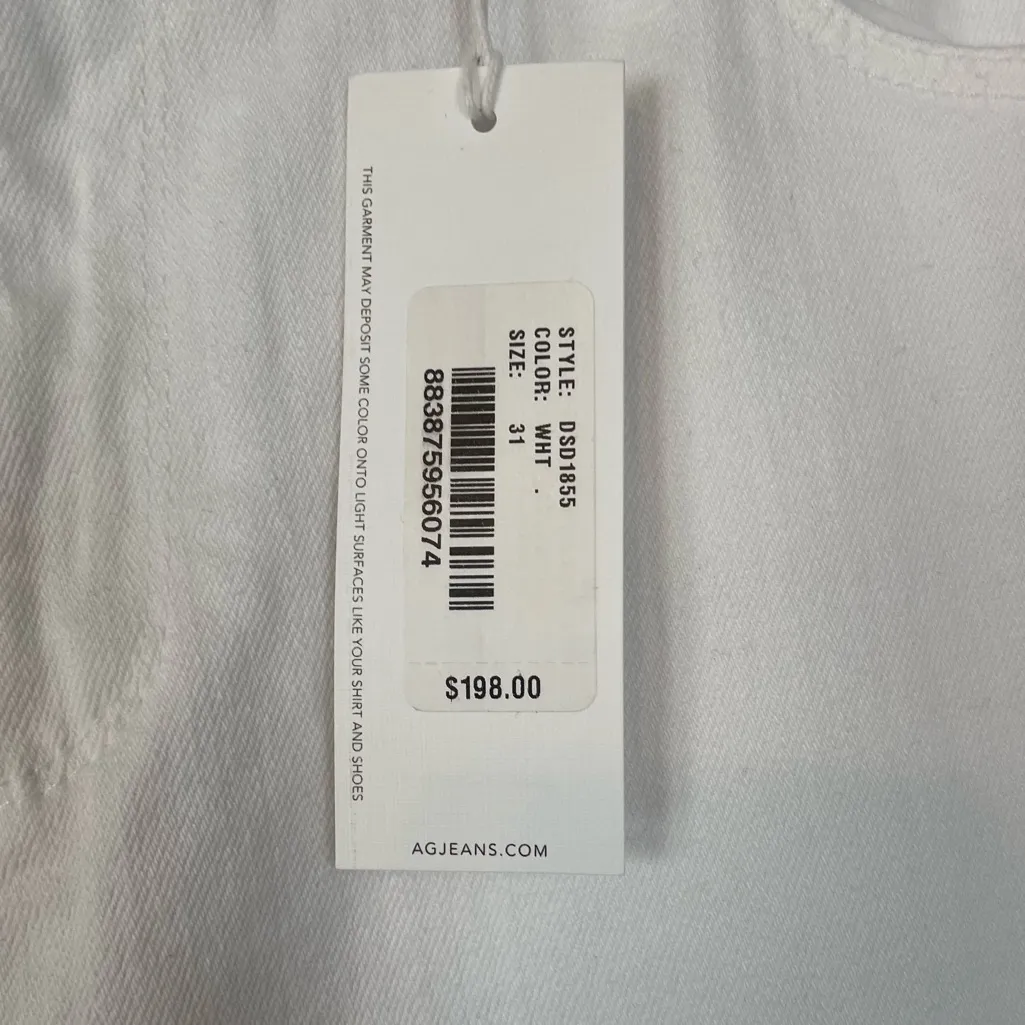 THIS GARMENT MAY DEPOSIT SOME COLOR ONTO LIGHT SURFACES LIKE YOUR SHIRT AND SHOES
STYLE: DSD1855
COLOR: WHT .
SIZE: 31
888387595956074
$198.00
AGJEANS.COM